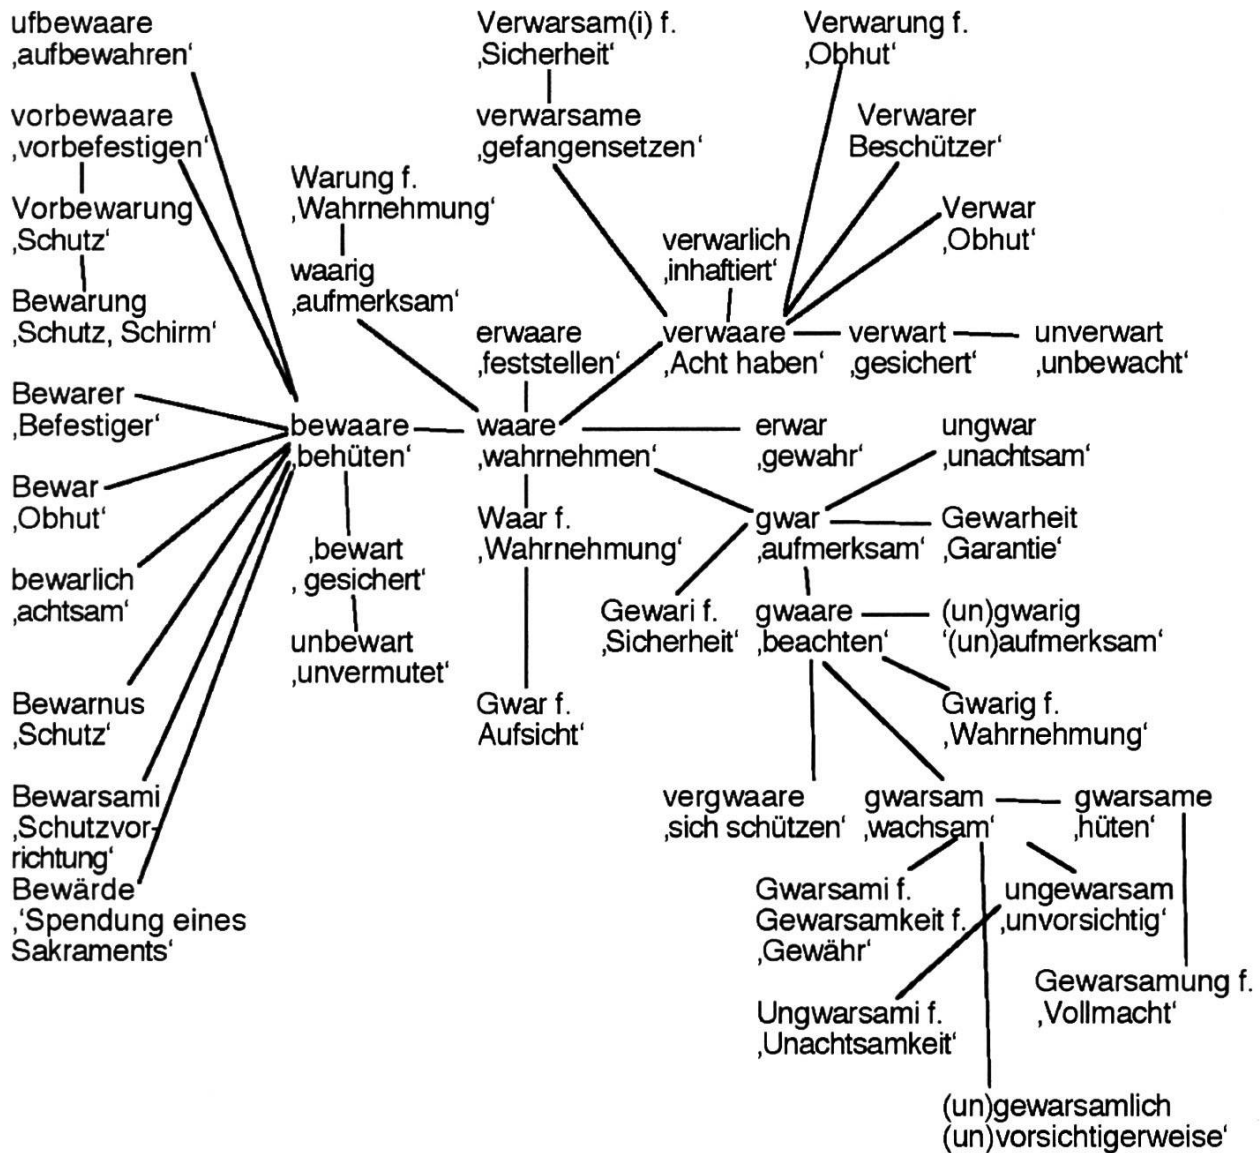 ufbewaare
‚aufbewahren‘
Verwarsam(i) f.
‚Sicherheit‘
Verwarung f.
‚Obhut‘
vorbewaare
‚vorbefestigen‘
verwarsame
‚gefangensetzen‘
Verwarer
Beschützer‘
Warung f.
‚Wahrnehmung‘
Vorbewarung
‚Schutz‘
Verwar
‚Obhut‘
verwarlich
‚inhaftiert‘
waarig
‚aufmerksam‘
Bewarung
‚Schutz, Schirm‘
erwaare
‚feststellen‘
verwaare
‚Acht haben‘
verwart
‚gesichert‘
unverwart
‚unbewacht‘
Bewarer
‚Befestiger‘
bewaare
‚behüten‘
waare
‚wahrnehmen‘
erwar
‚gewahr‘
ungwar
‚unachtsam‘
Bewar
‚Obhut‘
Waar f.
‚Wahrnehmung‘
gwar
‚aufmerksam‘
Gewarheit
‚Garantie‘
‚bewart
‚ gesichert‘
bewarlich
‚achtsam‘
Gewari f.
‚Sicherheit‘
gwaare
‚beachten‘
(un)gwarig
‘(un)aufmerksam‘
unbewart
‚unvermutet‘
Bewarnus
‚Schutz‘
Gwar f.
Aufsicht‘
Gwarig f.
‚Wahrnehmung‘
Bewarsami
‚Schutzvor-
richtung‘
vergwaare
‚sich schützen‘
gwarsam
‚wachsam‘
gwarsame
‚hüten‘
Bewärde
‚‘Spendung eines
Sakraments‘
Gwarsami f.
Gewarsamkeit f.
‚Gewähr‘
ungewarsam
‚unvorsichtig‘
Gewarsamung f.
‚Vollmacht‘
Ungwarsami f.
‚Unachtsamkeit‘
(un)gewarsamlich
(un)vorsichtigerweise‘